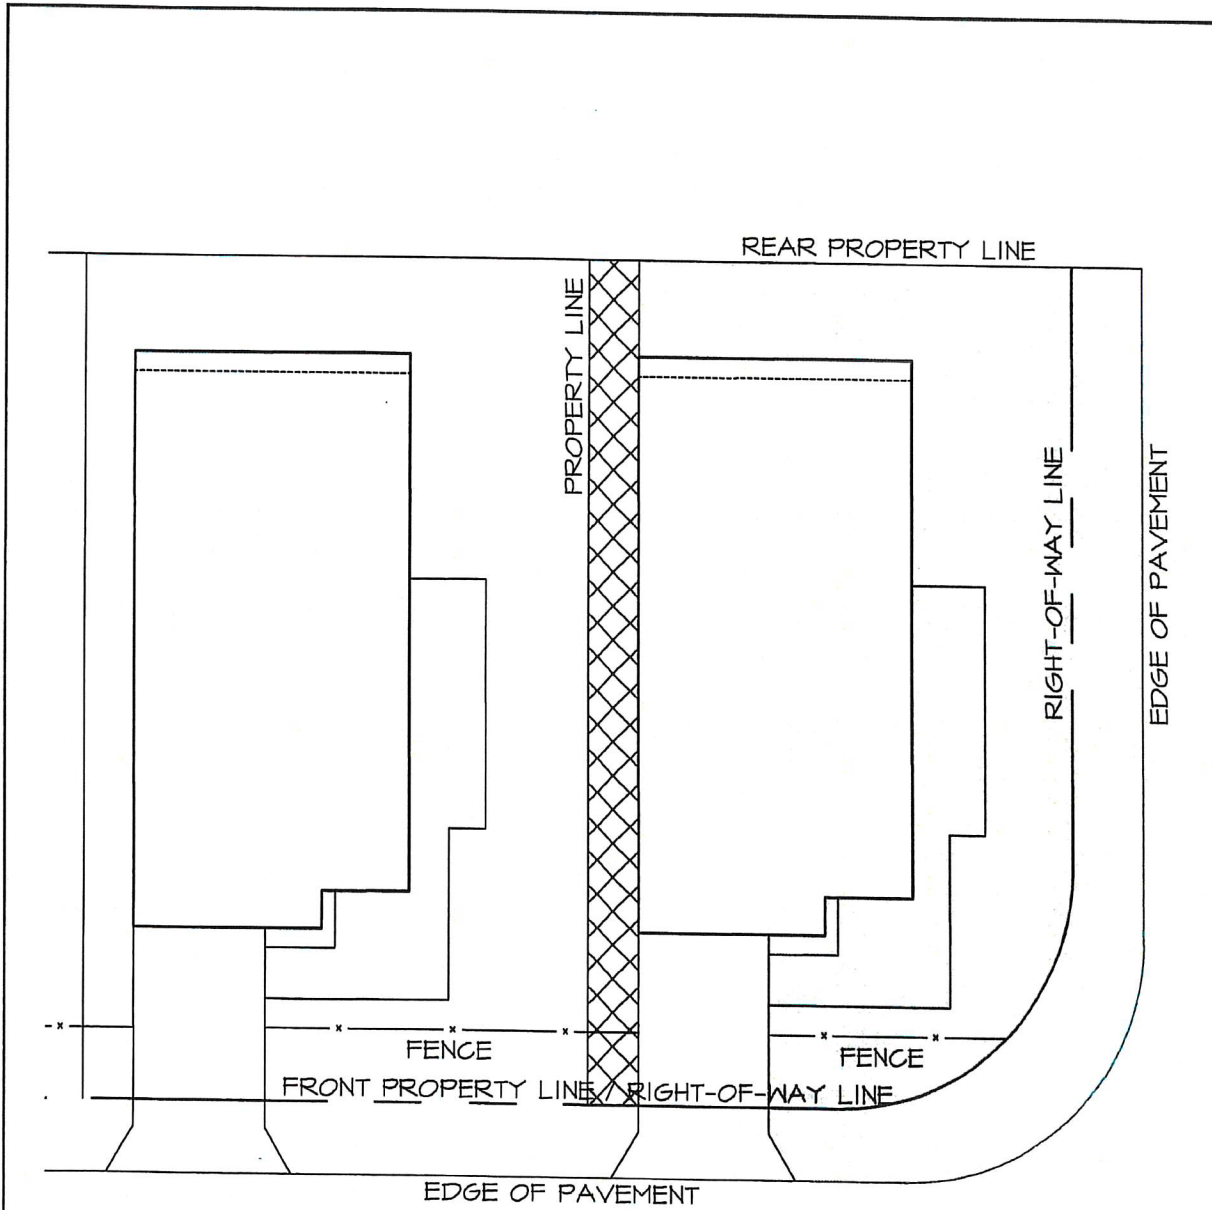 REAR PROPERTY LINE
PROPERTY LINE
RIGHT-OF-WAY LINE
EDGE OF PAVEMENT
FENCE
FENCE
FRONT PROPERTY LINE / RIGHT-OF-WAY LINE
EDGE OF PAVEMENT